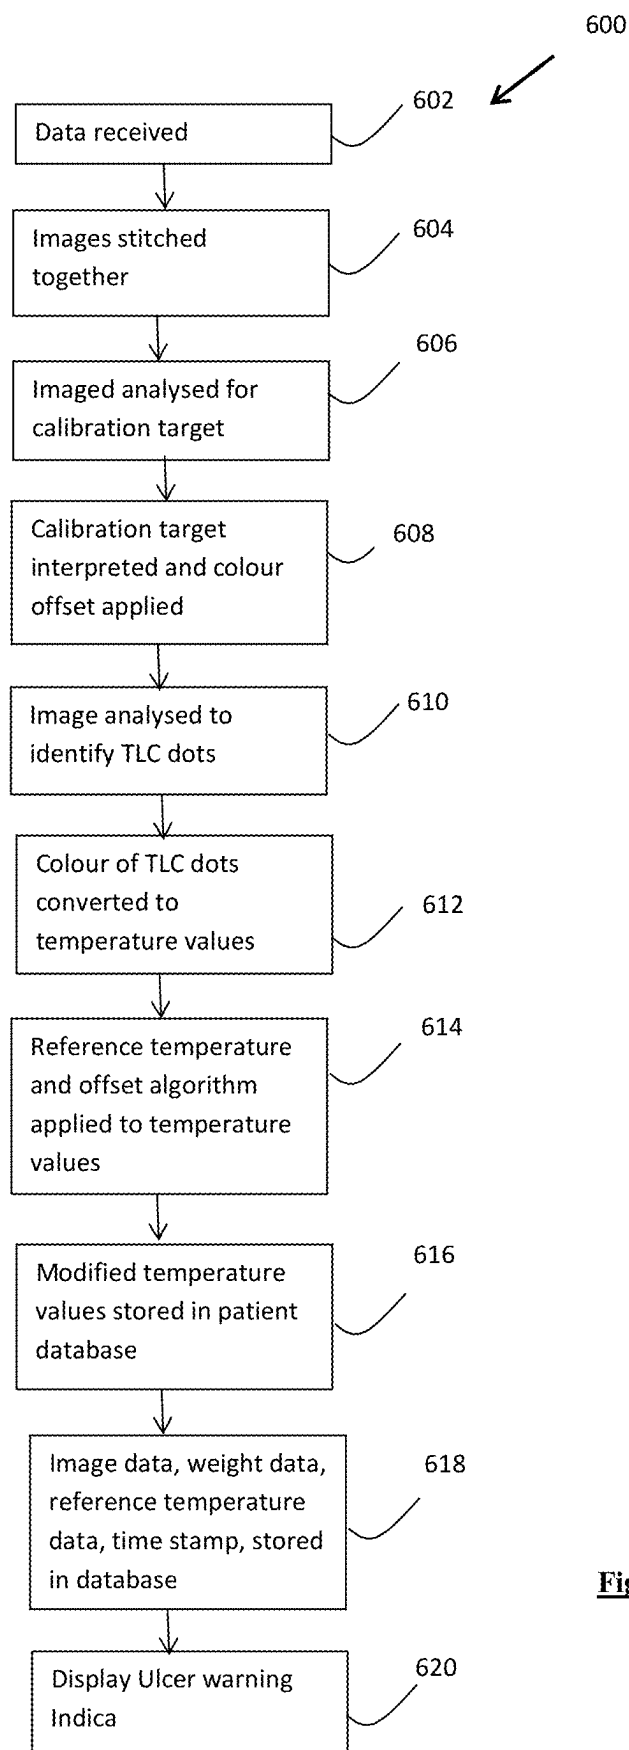 600
602
Data received
604
Images stitched
together
606
Imaged analysed for
calibration target
608
Calibration target
interpreted and colour
offset applied
610
Image analysed to
identify TLC dots
Colour of TLC dots
converted to
temperature values
612
614
Reference temperature
and offset algorithm
applied to temperature
values
616
Modified temperature
values stored in patient
database
618
Image data, weight data,
reference temperature
data, time stamp, stored
in database
Fig
620
Display Ulcer warning
Indica